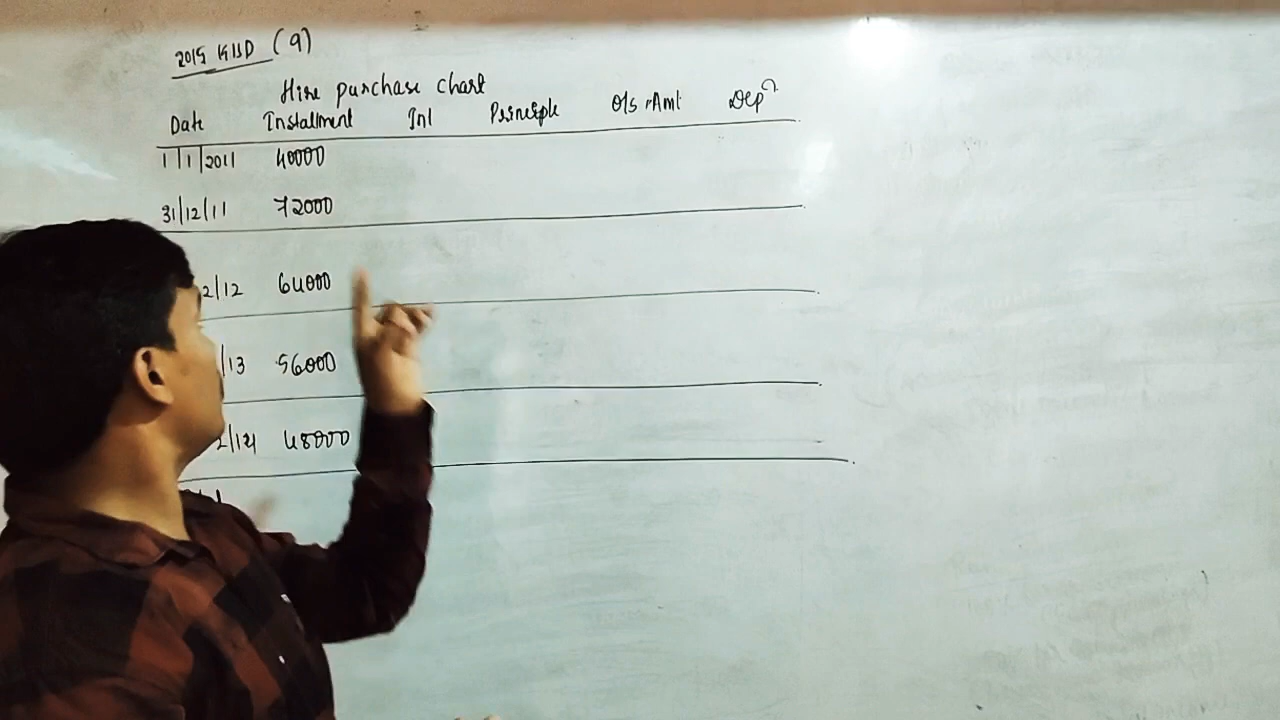 2015 KUD (9)
Hire purchase chart
Date Installment Int Principle O/s Amt Dep?
1/1/2011 40000
31/12/11 72000
2/12 64000
/13 56000
2/14 48000